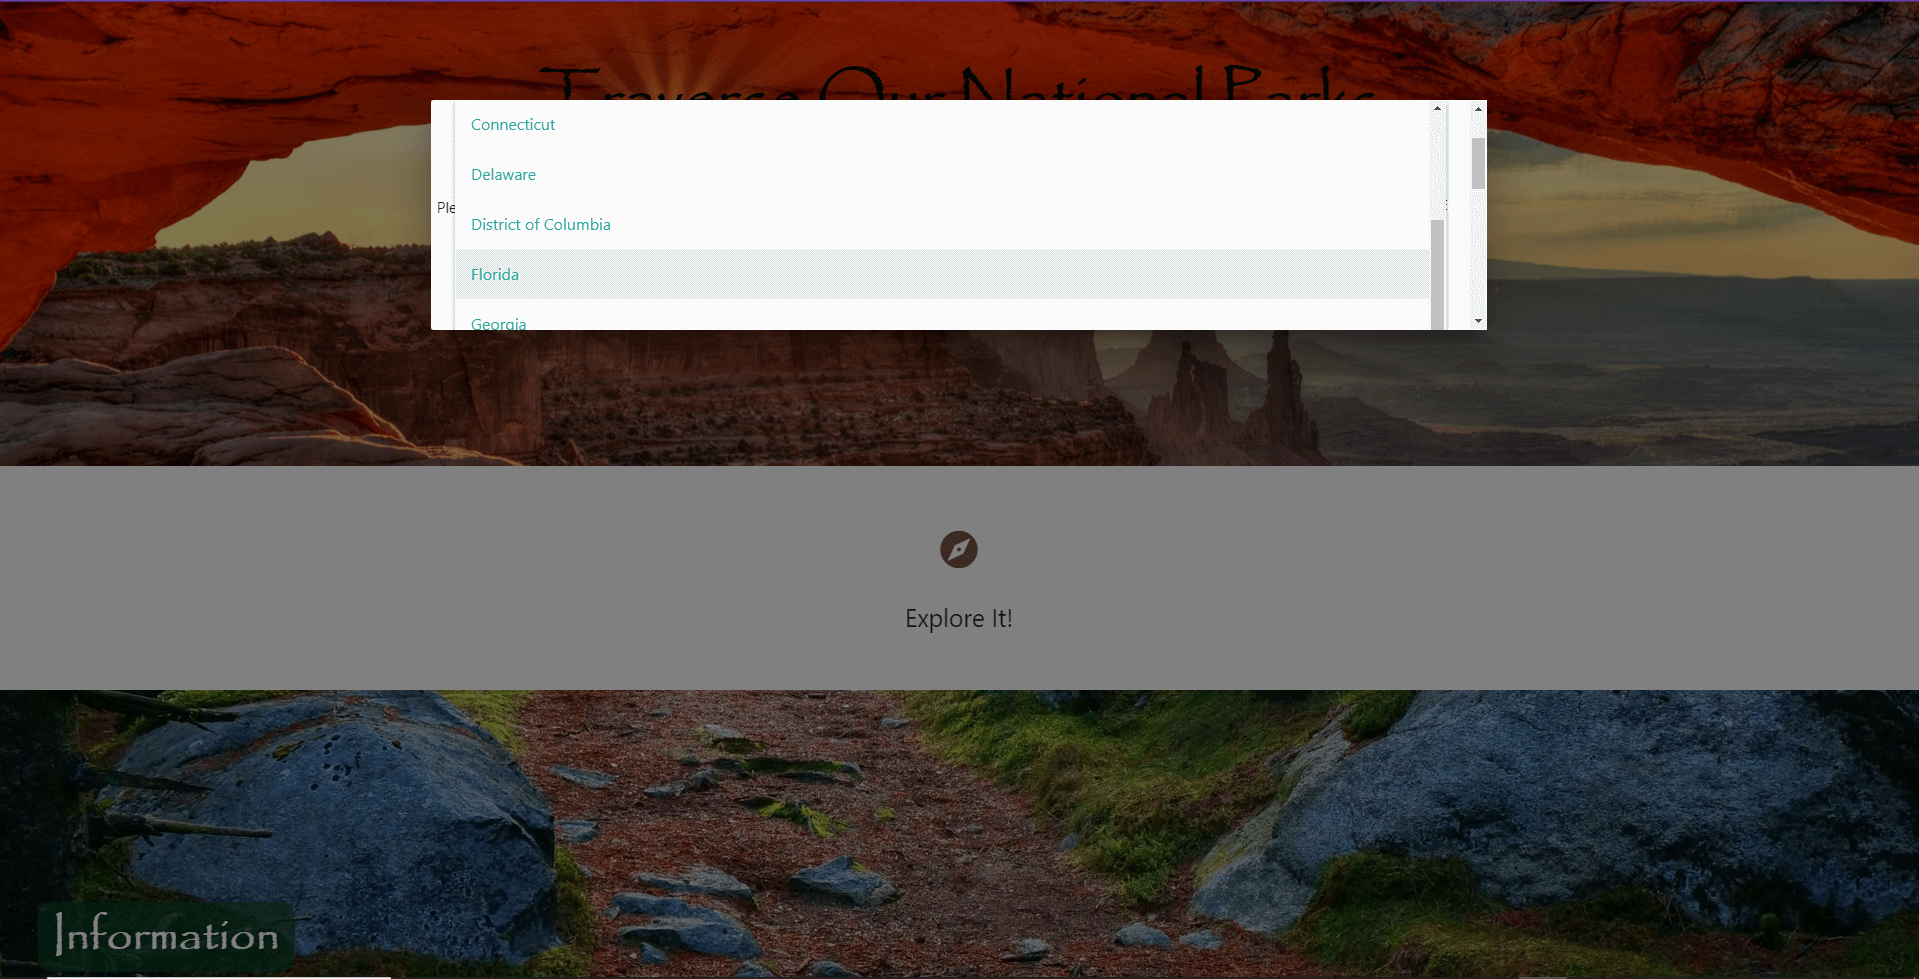 Traverse Our National Parks
Connecticut
Delaware
Ple
District of Columbia
Florida
Georgia
Explore It!
Information